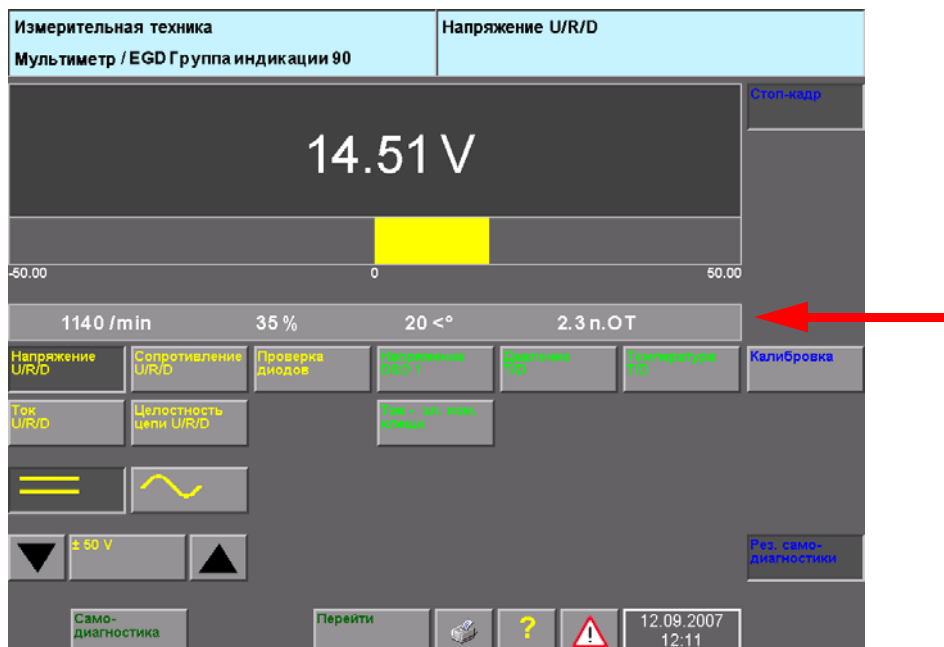 Измерительная техника
Мультиметр / EGD Группа индикации 90
Напряжение U/R/D
Стоп-кадр
14.51 V
-50.00 0 50.00
1140 /min 35 % 20 <° 2.3 п.ОТ
Напряжение
U/R/D
Сопротивление
U/R/D
Проверка
диодов
Напряжение
DSO 1
Давление
T/D
Температура
T/D
Калибровка
Ток
U/R/D
Целостность
цепи U/R/D
Ток - эл. изм.
клещи
± 50 V
Рез. само-
диагностики
Само-
диагностика
Перейти
?
12.09.2007
12:11